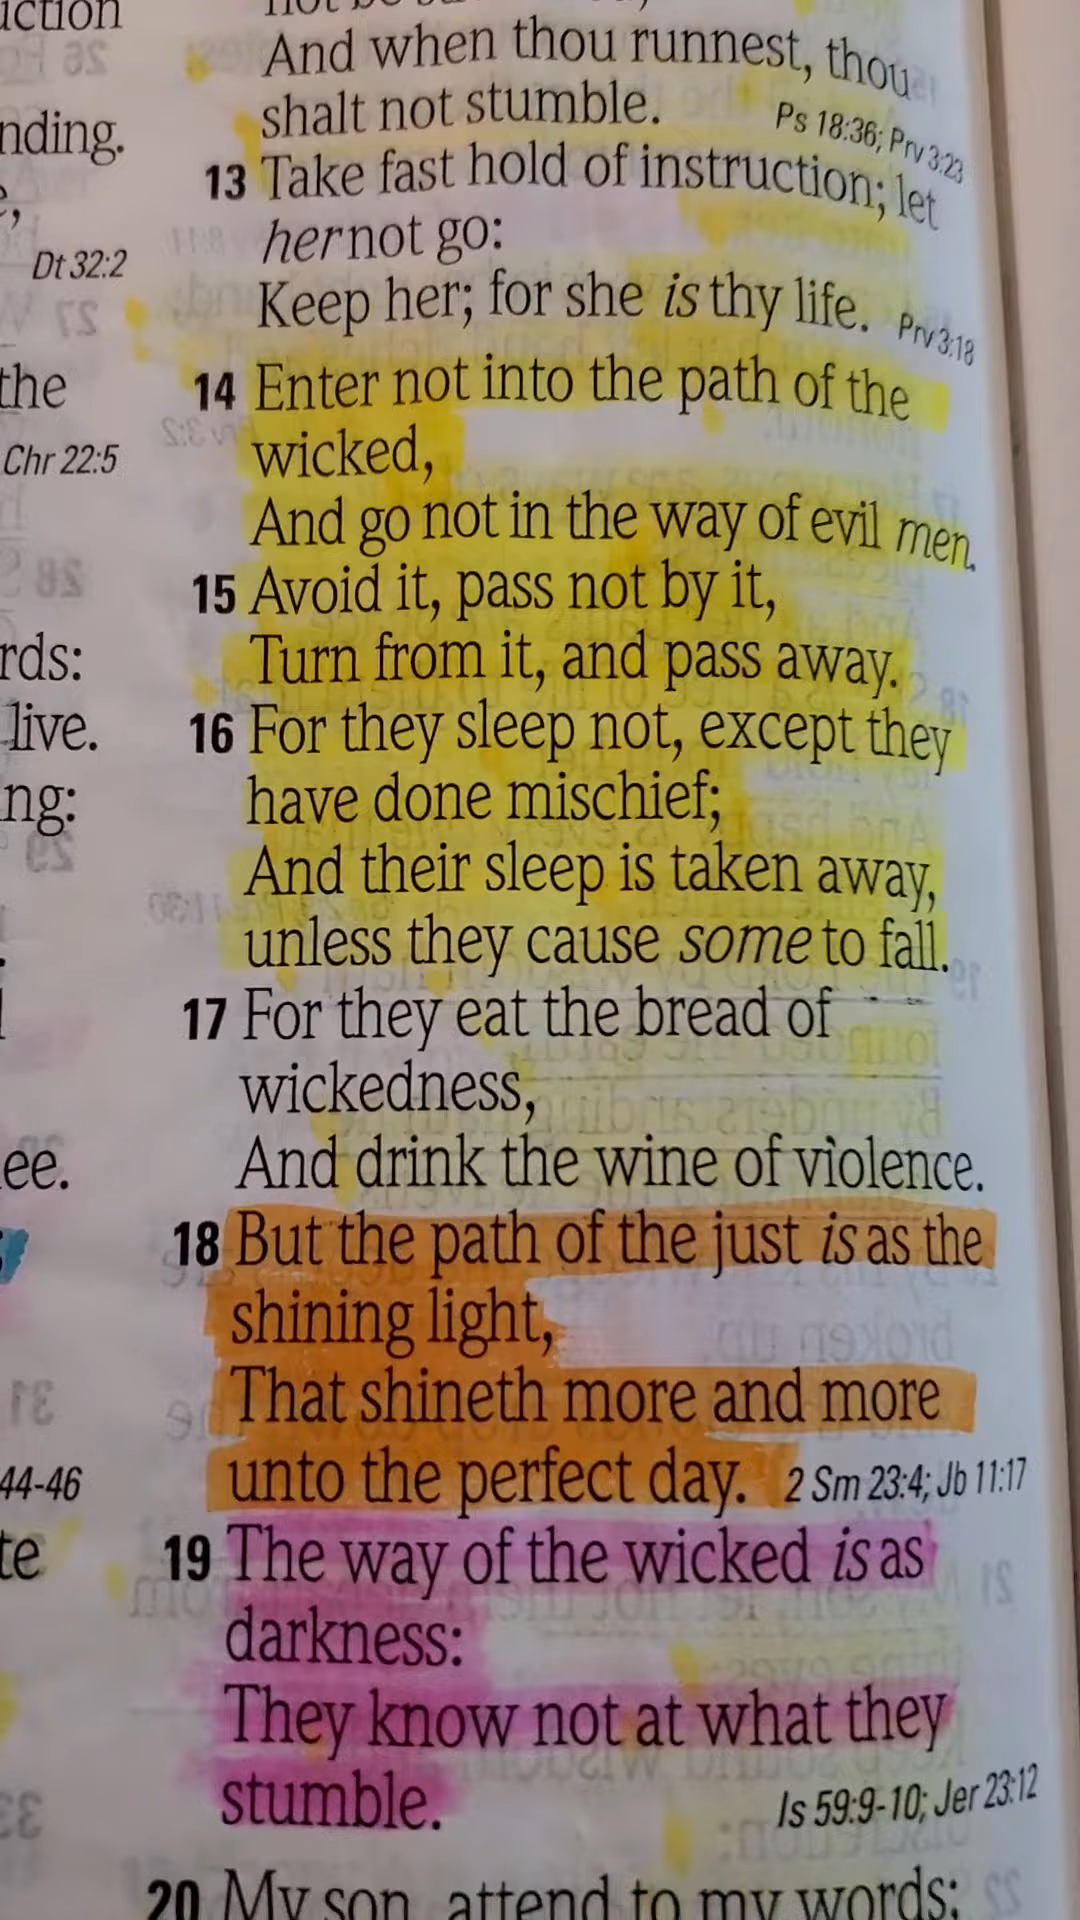 uction
nding.
Dt 32:2
the
Chr 22:5
rds:
live.
ng:
ee.
44-46
te
And when thou runnest, thou
shalt not stumble. Ps 18:36; Prv 3:23
13 Take fast hold of instruction; let
her not go:
Keep her; for she is thy life. Prv 3:18
14 Enter not into the path of the
wicked,
And go not in the way of evil men.
15 Avoid it, pass not by it,
Turn from it, and pass away.
16 For they sleep not, except they
have done mischief;
And their sleep is taken away,
unless they cause some to fall.
17 For they eat the bread of
wickedness,
And drink the wine of violence.
18 But the path of the just is as the
shining light,
That shineth more and more
unto the perfect day. 2 Sm 23:4; Jb 11:17
19 The way of the wicked is as
darkness:
They know not at what they
stumble. Is 59:9-10; Jer 23:12
20 My son, attend to my words;